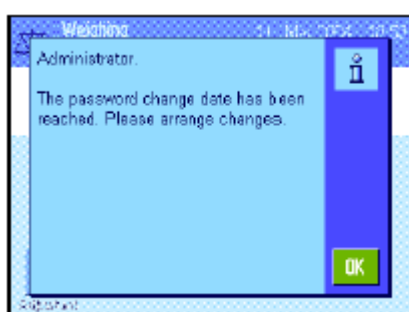 Weighing
Administrator.
The password change date has been
reached. Please arrange changes.
OK